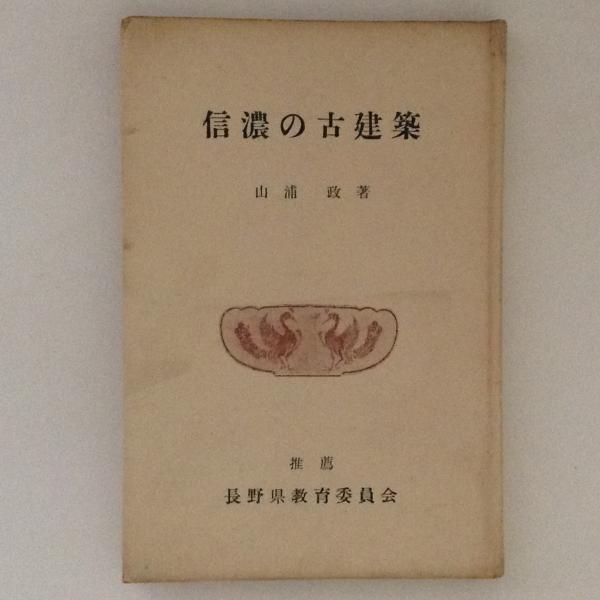 信濃の古建築
山浦 政著
推薦
長野県教育委員会